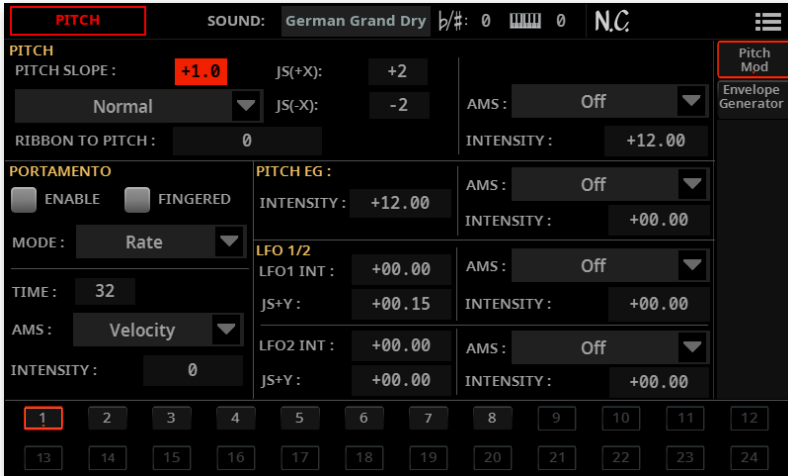 PITCH SOUND: German Grand Dry ♭/#: 0 0 N.C.
PITCH
PITCH SLOPE : +1.0 JS(+X): +2
Normal JS(-X): -2 AMS : Off
RIBBON TO PITCH : 0 INTENSITY : +12.00
Pitch
Mod
Envelope
Generator
PORTAMENTO
ENABLE FINGERED
MODE : Rate
TIME : 32
AMS : Velocity
INTENSITY : 0
PITCH EG :
INTENSITY : +12.00
AMS : Off
INTENSITY : +00.00
LFO 1/2
LFO1 INT : +00.00 AMS : Off
JS+Y : +00.15 INTENSITY : +00.00
LFO2 INT : +00.00 AMS : Off
JS+Y : +00.00 INTENSITY : +00.00
1 2 3 4 5 6 7 8 9 10 11 12
13 14 15 16 17 18 19 20 21 22 23 24